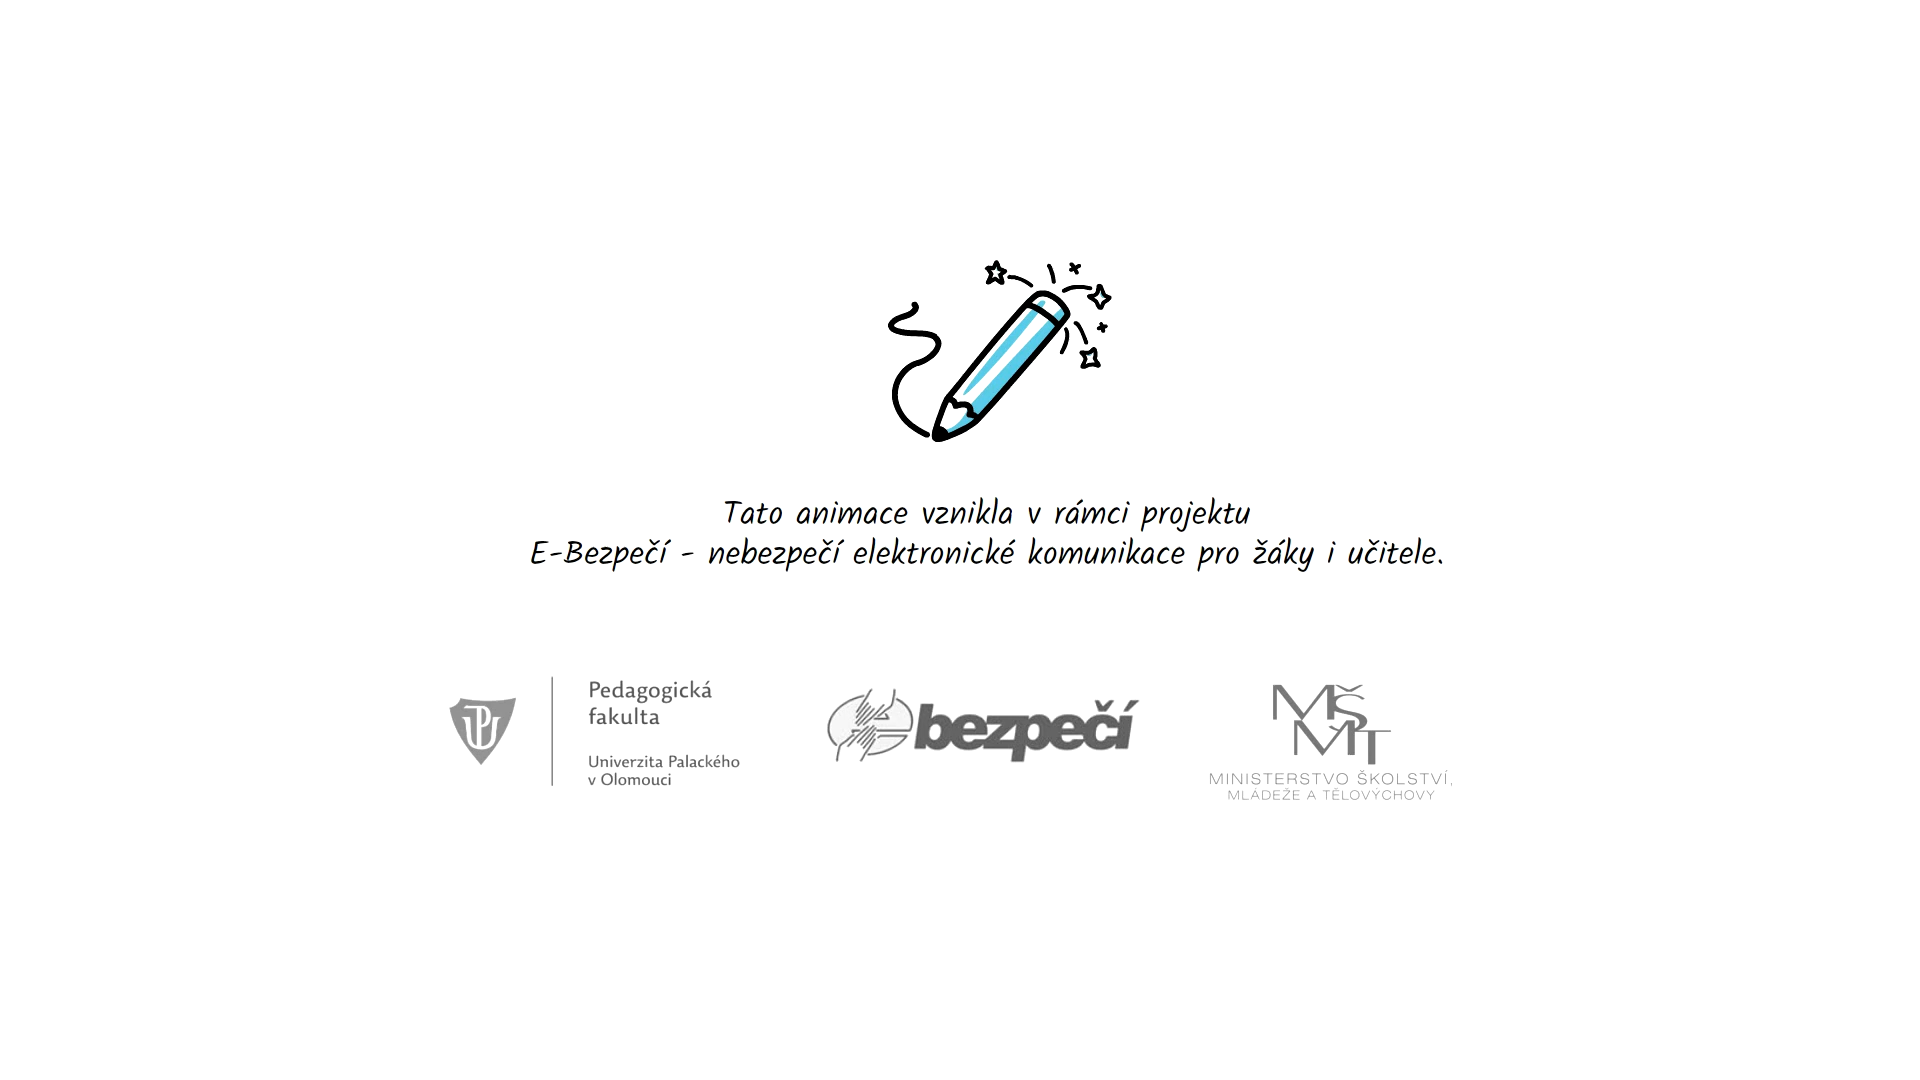 Tato animace vznikla v rámci projektu
E-Bezpečí - nebezpečí elektronické komunikace pro žáky i učitele.
UP
Pedagogická
fakulta
Univerzita Palackého
v Olomouci
e bezpečí
MŠMT
MINISTERSTVO ŠKOLSTVÍ,
MLÁDEŽE A TĚLOVÝCHOVY